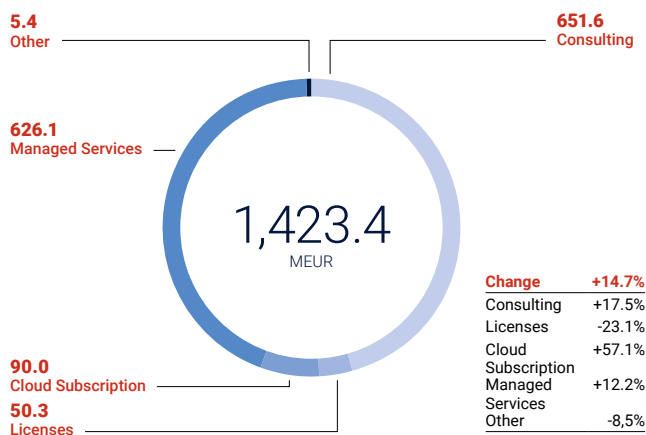 5.4
Other
651.6
Consulting
626.1
Managed Services
1,423.4
MEUR
90.0
Cloud Subscription
50.3
Licenses
Change +14.7%
Consulting +17.5%
Licenses -23.1%
Cloud +57.1%
Subscription
Managed +12.2%
Services
Other -8,5%